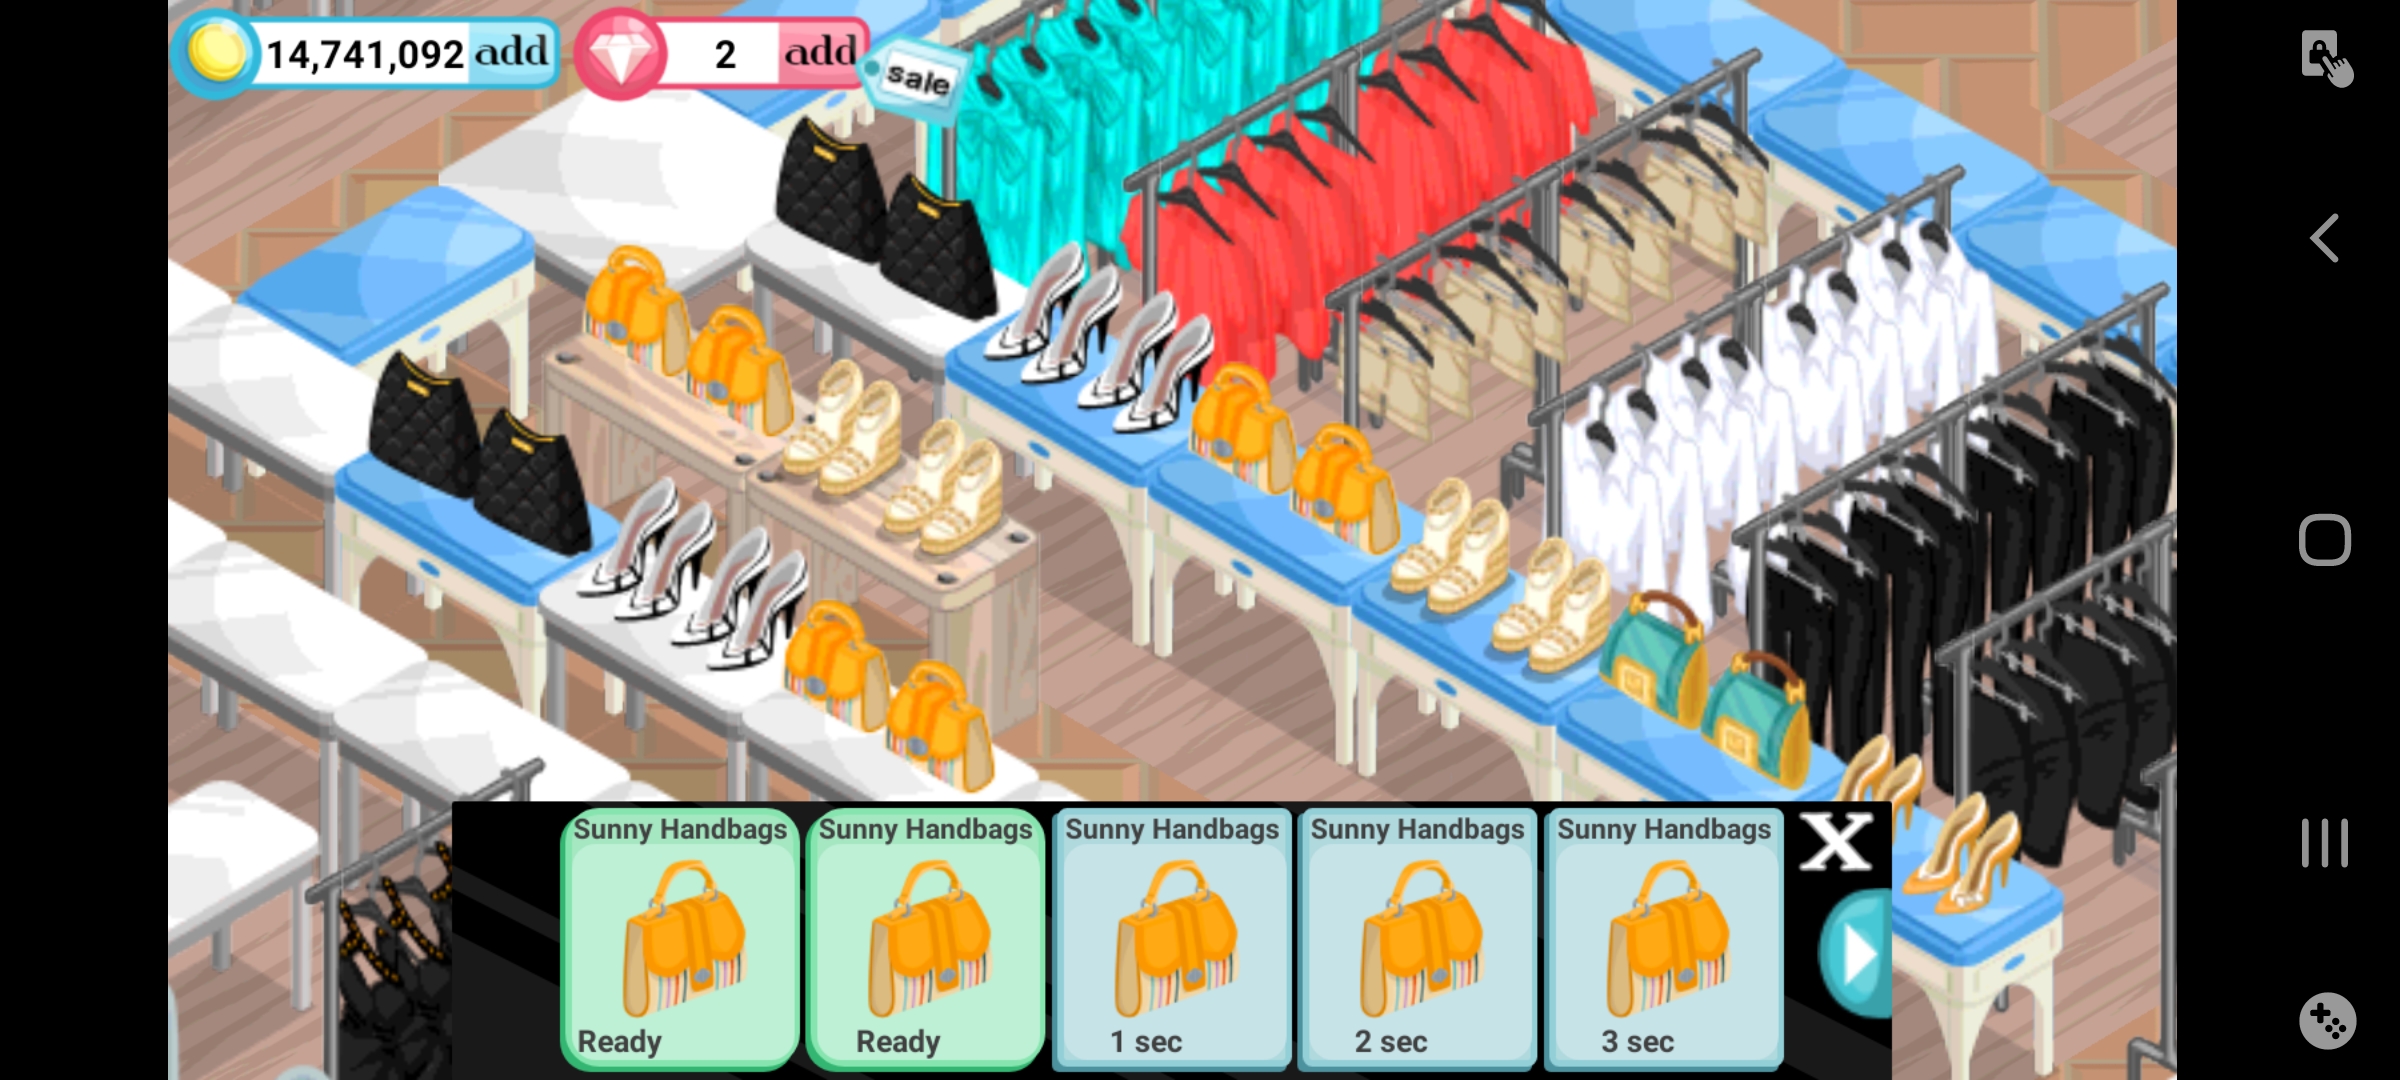 14,741,092 add
2 add
sale
Sunny Handbags
Ready
Sunny Handbags
Ready
Sunny Handbags
1 sec
Sunny Handbags
2 sec
Sunny Handbags
3 sec
X